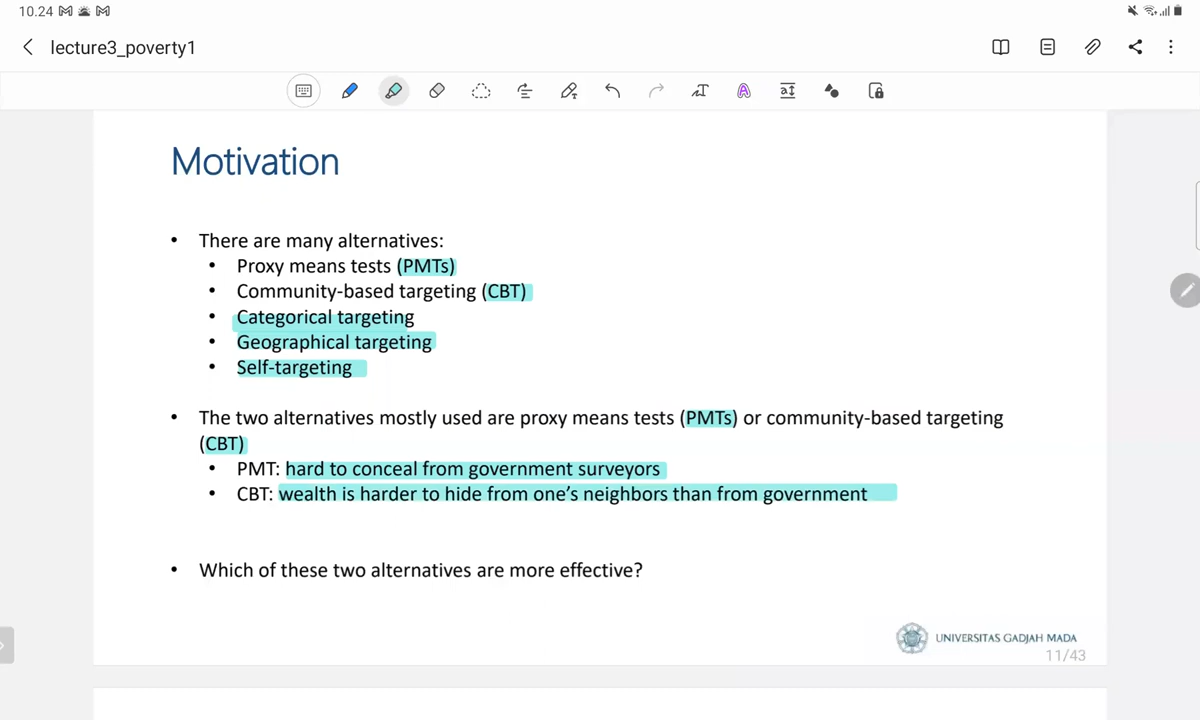 10.24
lecture3_poverty1
Motivation
• There are many alternatives:
• Proxy means tests (PMTs)
• Community-based targeting (CBT)
• Categorical targeting
• Geographical targeting
• Self-targeting
• The two alternatives mostly used are proxy means tests (PMTs) or community-based targeting
(CBT)
• PMT: hard to conceal from government surveyors
• CBT: wealth is harder to hide from one’s neighbors than from government
• Which of these two alternatives are more effective?
UNIVERSITAS GADJAH MADA
11/43